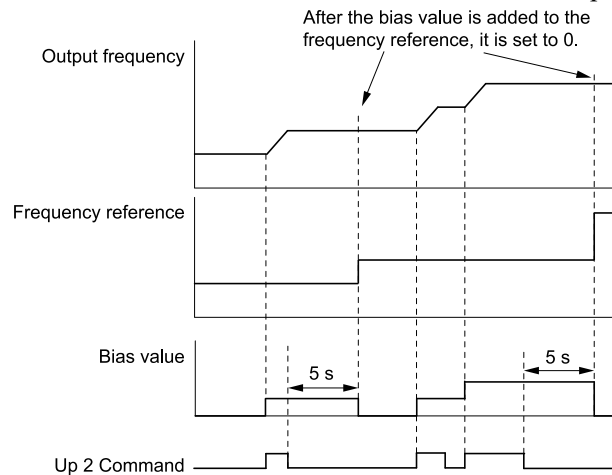 After the bias value is added to the
frequency reference, it is set to 0.
Output frequency
Frequency reference
Bias value
5 s
5 s
Up 2 Command